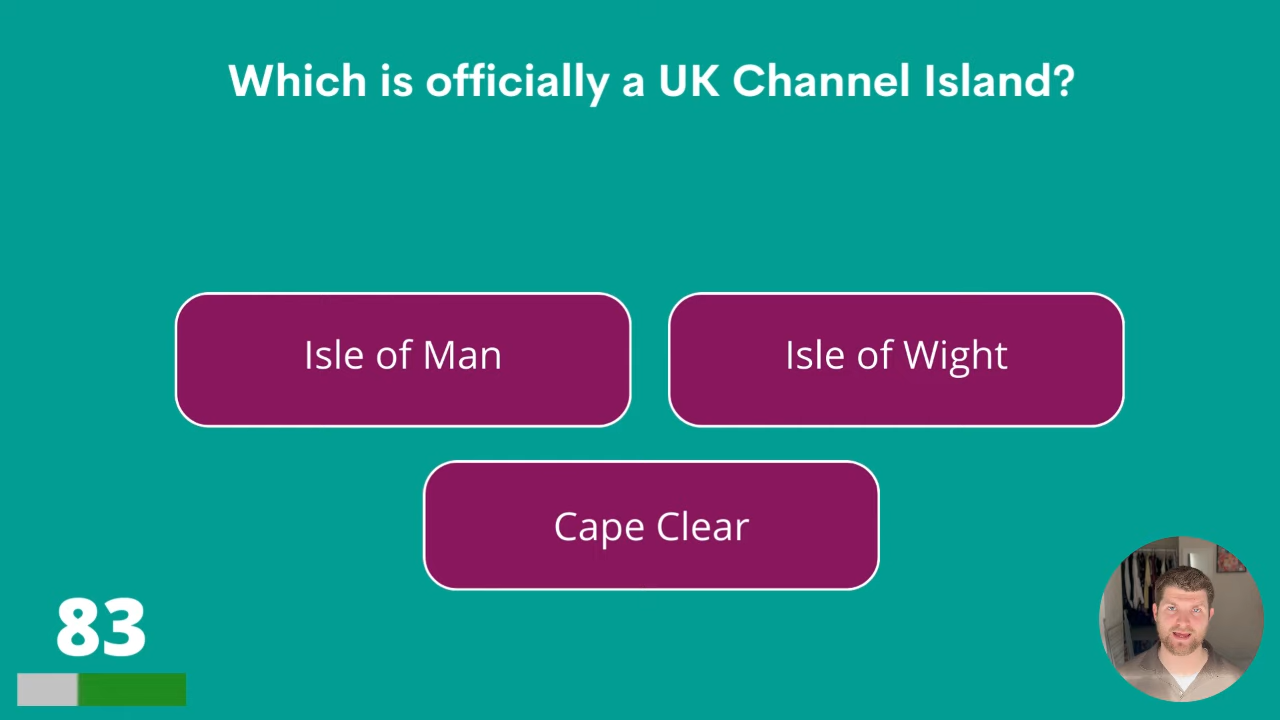 Which is officially a UK Channel Island?
Isle of Man
Isle of Wight
Cape Clear
83